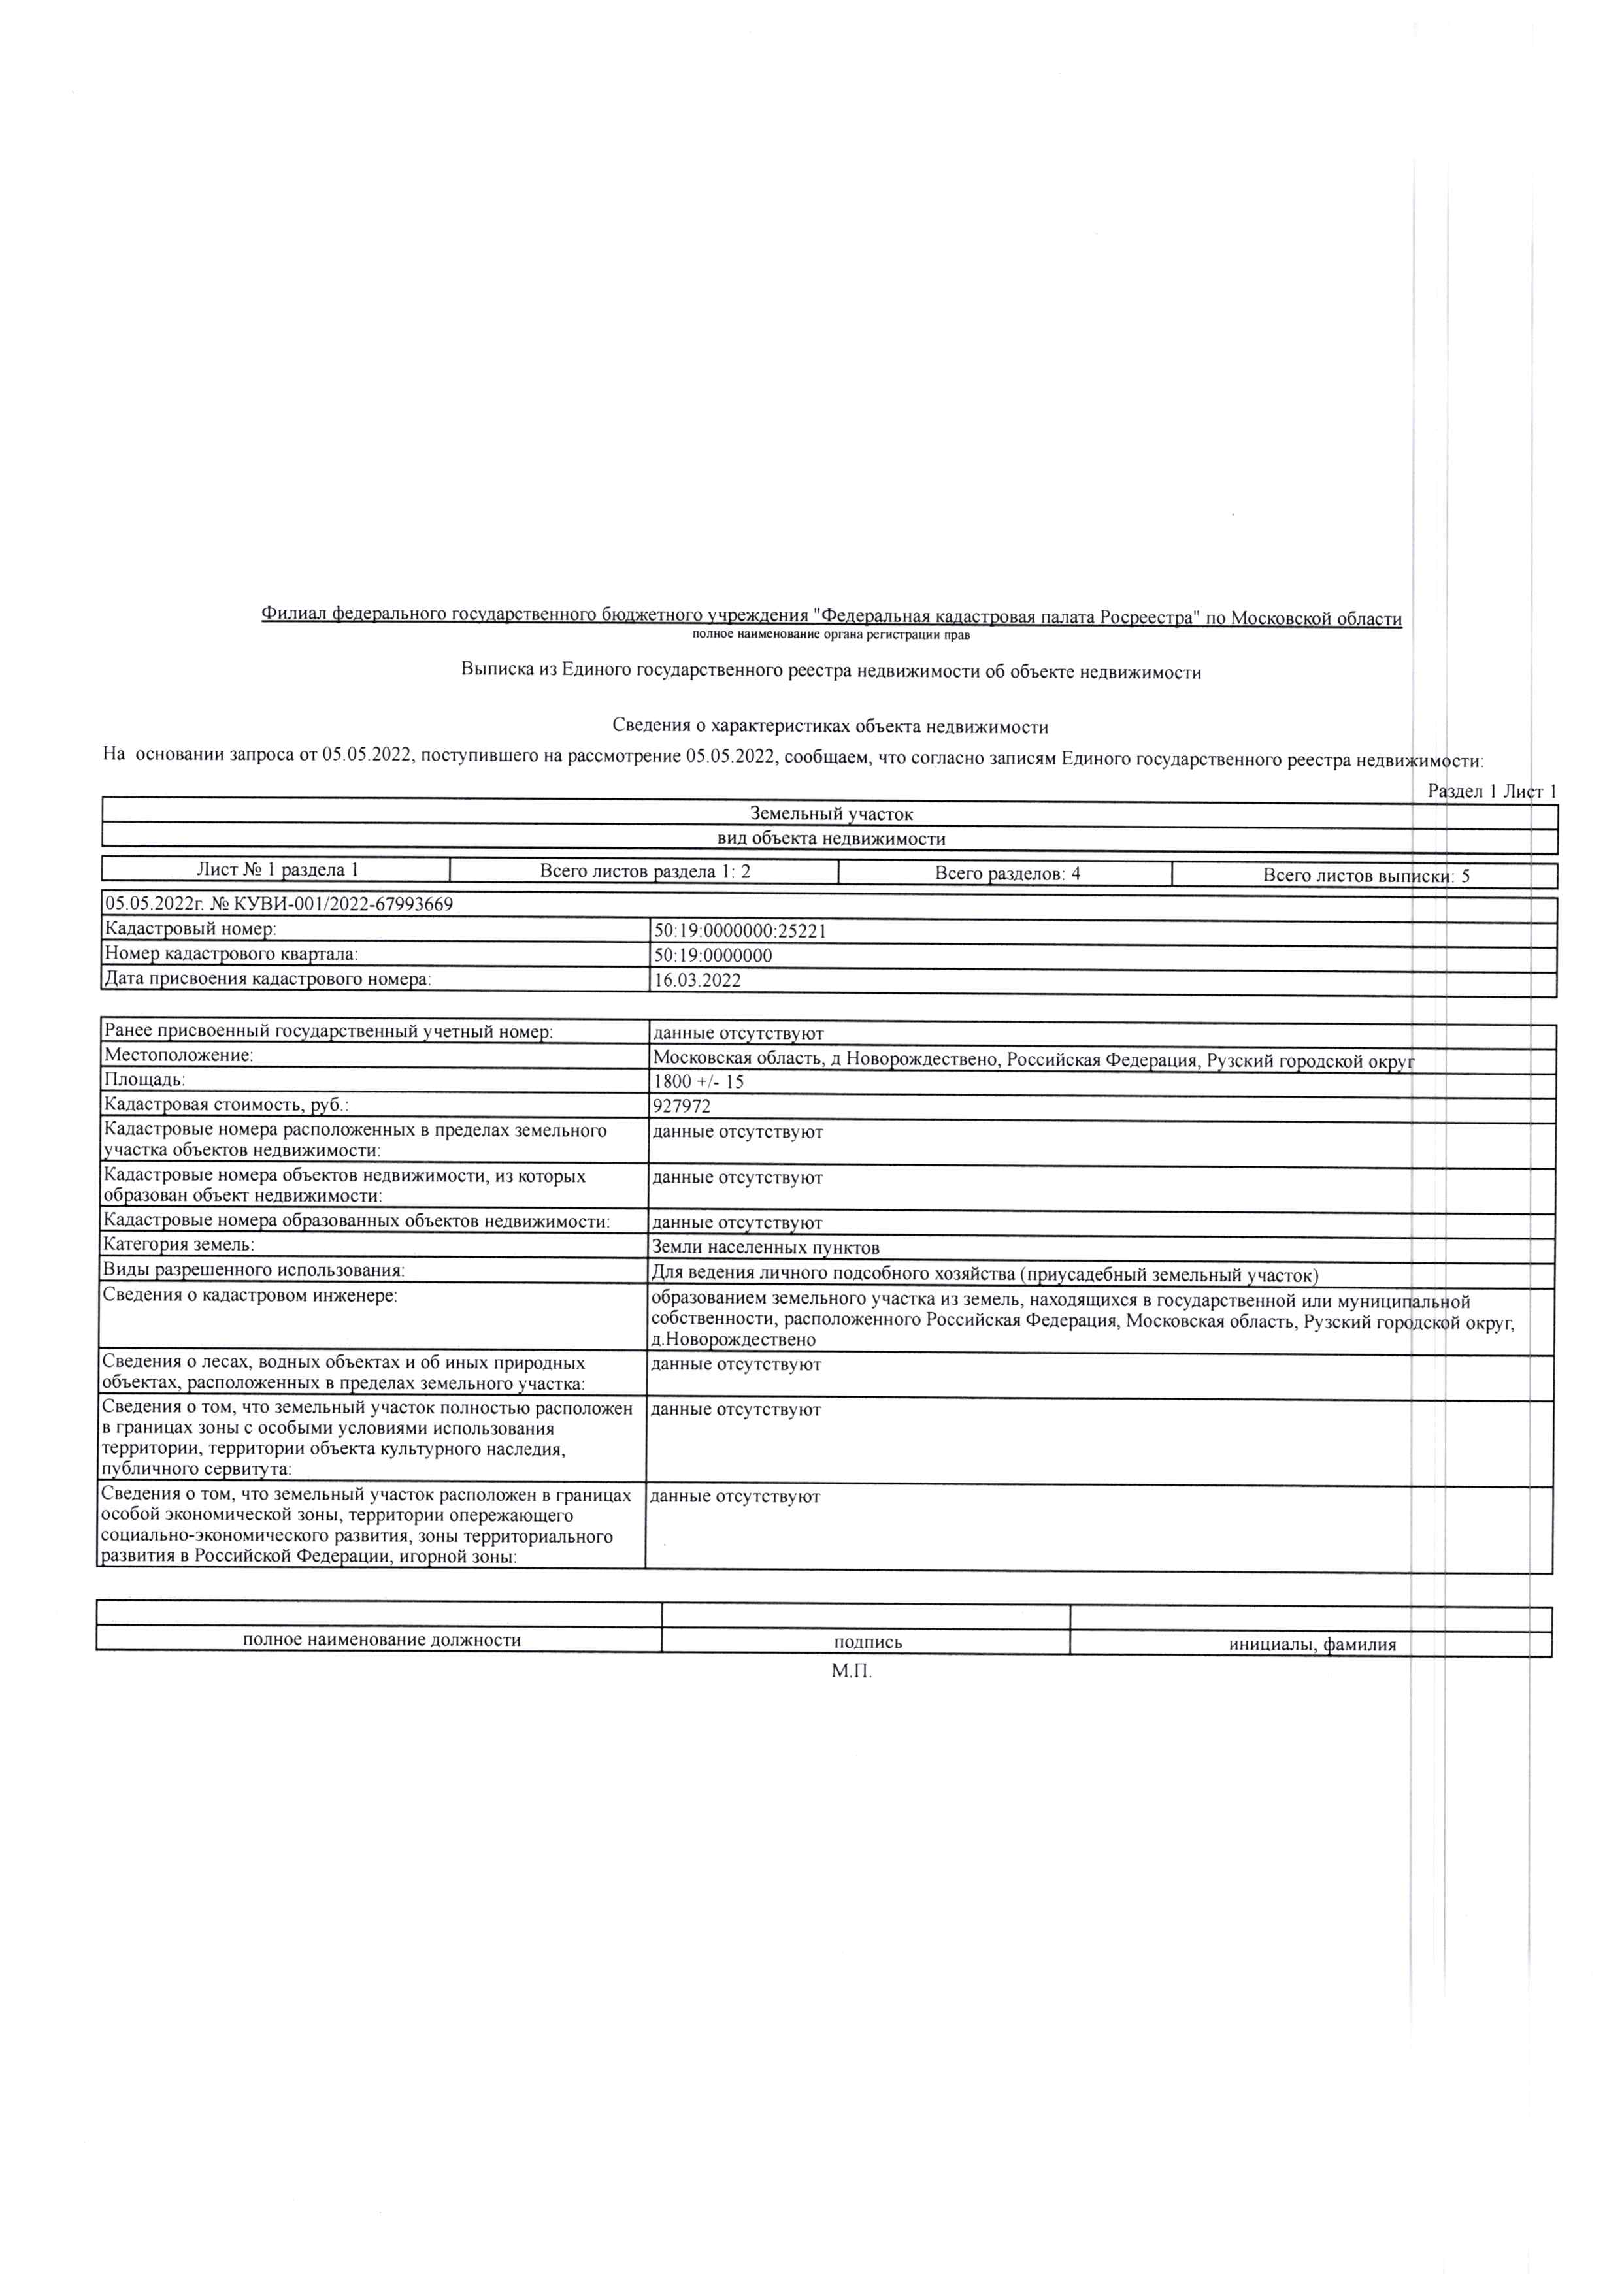 Филиал федерального государственного бюджетного учреждения "Федеральная кадастровая палата Росреестра" по Московской области
полное наименование органа регистрации прав
Выписка из Единого государственного реестра недвижимости об объекте недвижимости
Сведения о характеристиках объекта недвижимости
На основании запроса от 05.05.2022, поступившего на рассмотрение 05.05.2022, сообщаем, что согласно записям Единого государственного реестра недвижимости:
Раздел 1 Лист 1
Земельный участок
вид объекта недвижимости
Лист № 1 раздела 1 Всего листов раздела 1: 2 Всего разделов: 4 Всего листов выписки: 5
05.05.2022г. № КУВИ-001/2022-67993669
Кадастровый номер: 50:19:0000000:25221
Номер кадастрового квартала: 50:19:0000000
Дата присвоения кадастрового номера: 16.03.2022
Ранее присвоенный государственный учетный номер: данные отсутствуют
Местоположение: Московская область, д Новорождествено, Российская Федерация, Рузский городской округ
Площадь: 1800 +/- 15
Кадастровая стоимость, руб.: 927972
Кадастровые номера расположенных в пределах земельного
участка объектов недвижимости:
данные отсутствуют
Кадастровые номера объектов недвижимости, из которых
образован объект недвижимости:
данные отсутствуют
Кадастровые номера образованных объектов недвижимости: данные отсутствуют
Категория земель: Земли населенных пунктов
Виды разрешенного использования: Для ведения личного подсобного хозяйства (приусадебный земельный участок)
Сведения о кадастровом инженере:
образованием земельного участка из земель, находящихся в государственной или муниципальной
собственности, расположенного Российская Федерация, Московская область, Рузский городской округ,
д.Новорождествено
Сведения о лесах, водных объектах и об иных природных
объектах, расположенных в пределах земельного участка:
данные отсутствуют
Сведения о том, что земельный участок полностью расположен
в границах зоны с особыми условиями использования
территории, территории объекта культурного наследия,
публичного сервитута:
данные отсутствуют
Сведения о том, что земельный участок расположен в границах
особой экономической зоны, территории опережающего
социально-экономического развития, зоны территориального
развития в Российской Федерации, игорной зоны:
данные отсутствуют
полное наименование должности подпись инициалы, фамилия
М.П.